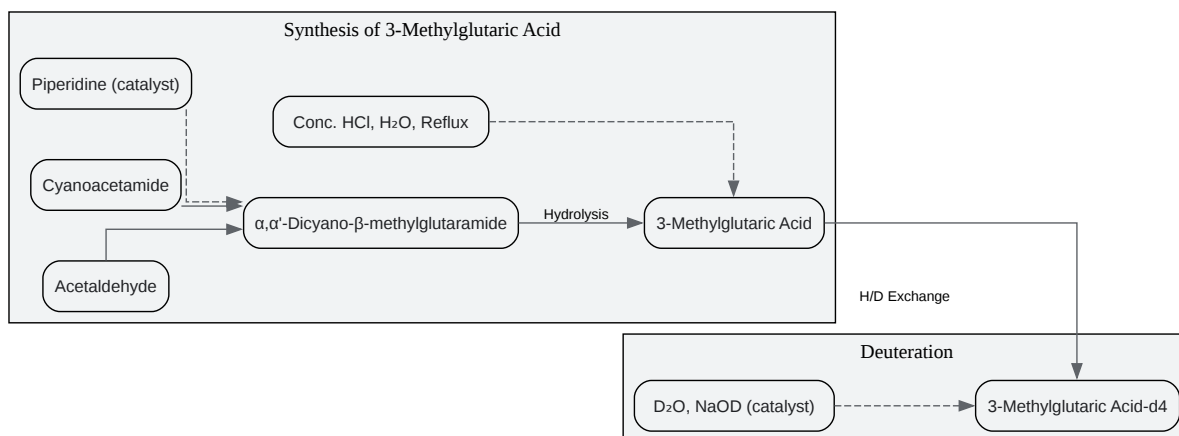 Synthesis of 3-Methylglutaric Acid
Piperidine (catalyst)
Conc. HCl, H₂O, Reflux
Cyanoacetamide
α,α'-Dicyano-β-methylglutaramide
Hydrolysis
3-Methylglutaric Acid
Acetaldehyde
H/D Exchange
Deuteration
D₂O, NaOD (catalyst)
3-Methylglutaric Acid-d4